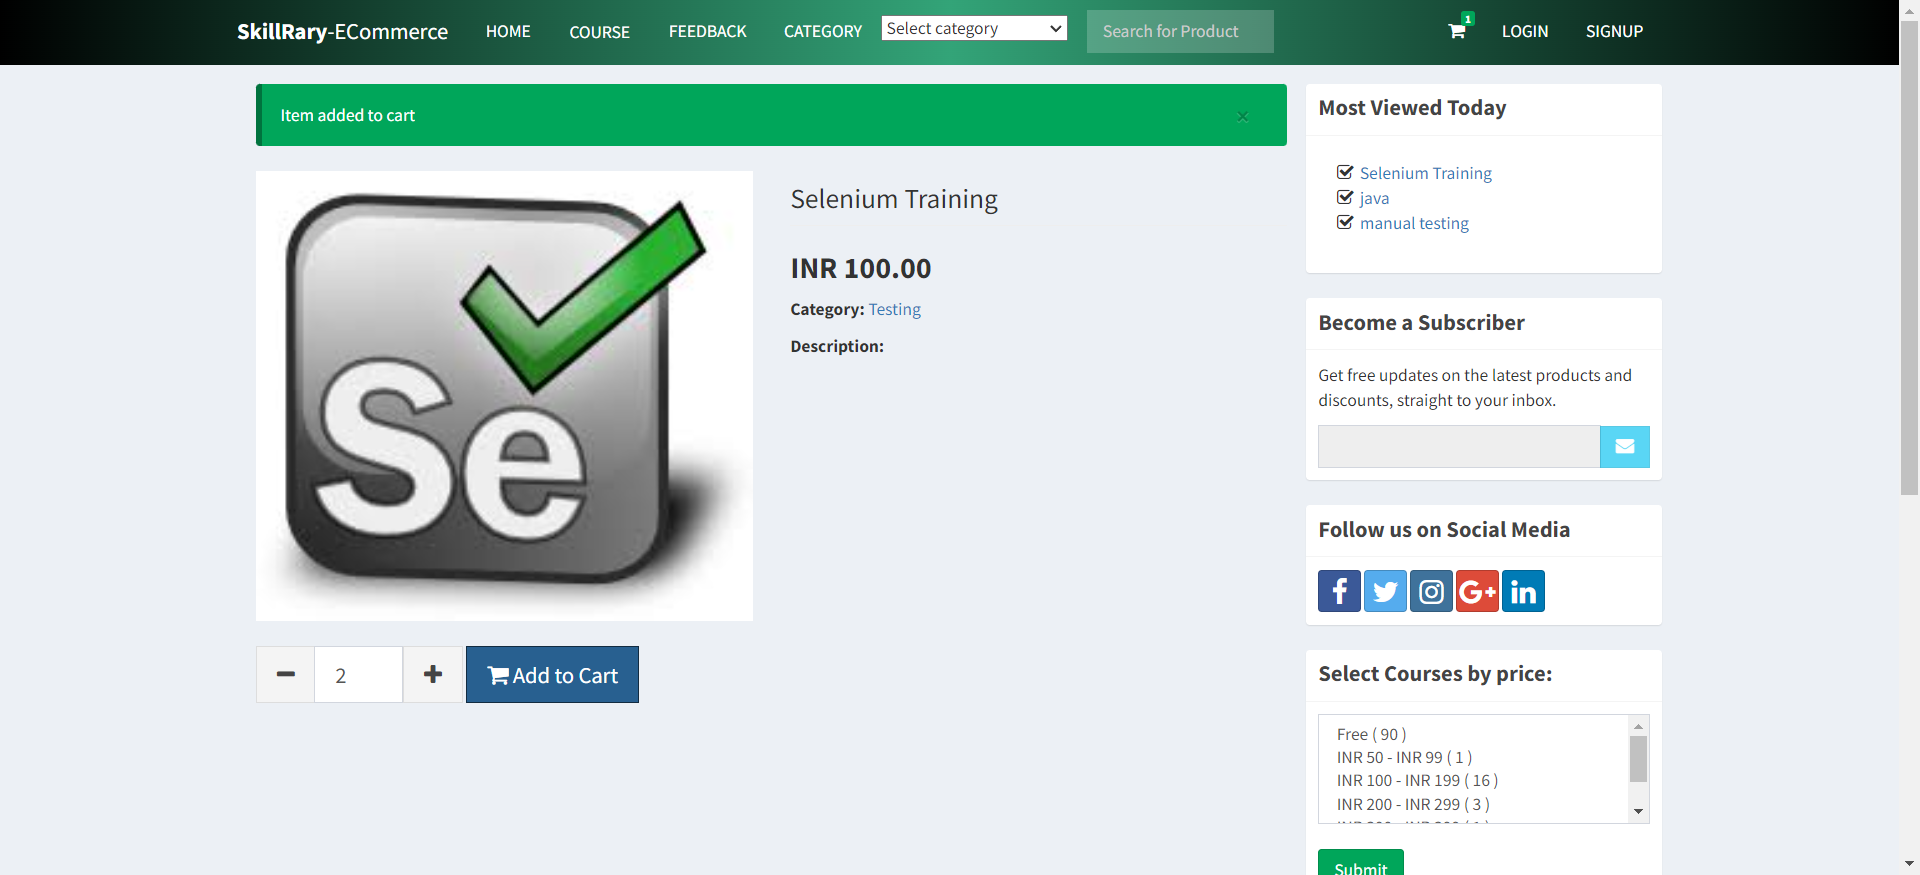 SkillRary-ECommerce HOME COURSE FEEDBACK CATEGORY Select category Search for Product 1 LOGIN SIGNUP
Item added to cart ×
Se
Selenium Training
INR 100.00
Category: Testing
Description:
2 Add to Cart
Most Viewed Today
Selenium Training
java
manual testing
Become a Subscriber
Get free updates on the latest products and
discounts, straight to your inbox.
Follow us on Social Media
Select Courses by price:
Free ( 90 )
INR 50 - INR 99 ( 1 )
INR 100 - INR 199 ( 16 )
INR 200 - INR 299 ( 3 )
Submit